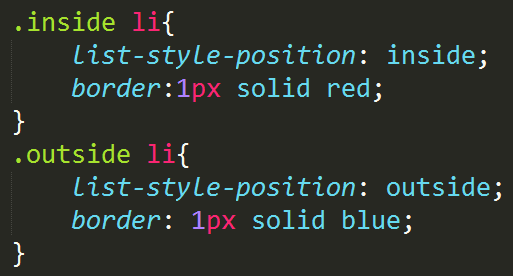 .inside li{
    list-style-position: inside;
    border:1px solid red;
}
.outside li{
    list-style-position: outside;
    border: 1px solid blue;
}